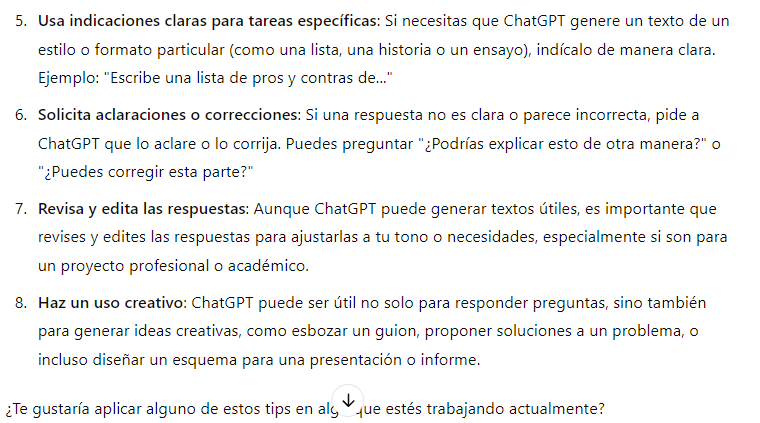 5. Usa indicaciones claras para tareas específicas: Si necesitas que ChatGPT genere un texto de un
estilo o formato particular (como una lista, una historia o un ensayo), indícalo de manera clara.
Ejemplo: "Escribe una lista de pros y contras de..."
6. Solicita aclaraciones o correcciones: Si una respuesta no es clara o parece incorrecta, pide a
ChatGPT que lo aclare o lo corrija. Puedes preguntar "¿Podrías explicar esto de otra manera?" o
"¿Puedes corregir esta parte?"
7. Revisa y edita las respuestas: Aunque ChatGPT puede generar textos útiles, es importante que
revises y edites las respuestas para ajustarlas a tu tono o necesidades, especialmente si son para
un proyecto profesional o académico.
8. Haz un uso creativo: ChatGPT puede ser útil no solo para responder preguntas, sino también
para generar ideas creativas, como esbozar un guion, proponer soluciones a un problema, o
incluso diseñar un esquema para una presentación o informe.
¿Te gustaría aplicar alguno de estos tips en que estés trabajando actualmente?